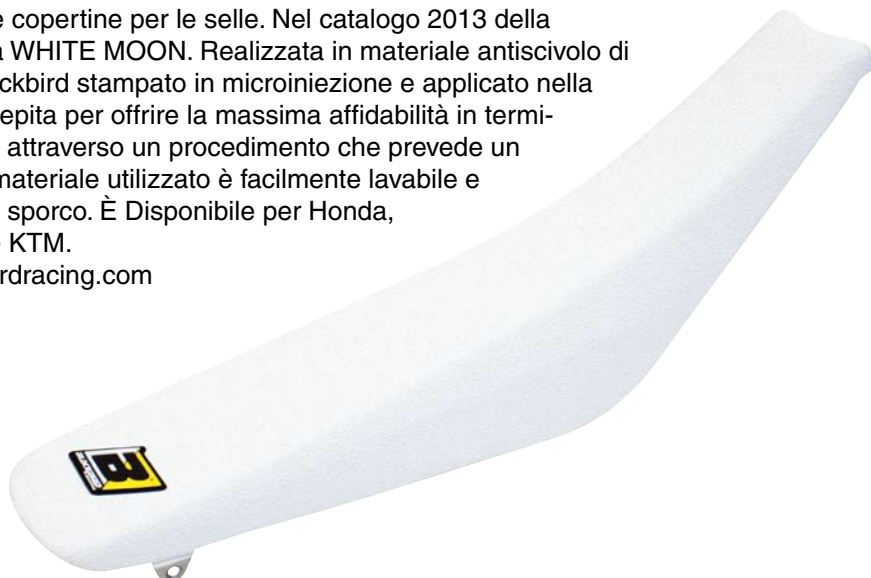 e copertine per le selle. Nel catalogo 2013 della
WHITE MOON. Realizzata in materiale antiscivolo di
ckbird stampato in microiniezione e applicato nella
epita per offrire la massima affidabilità in termi-
attraverso un procedimento che prevede un
materiale utilizzato è facilmente lavabile e
sporco. È Disponibile per Honda,
KTM.
rdracing.com
B